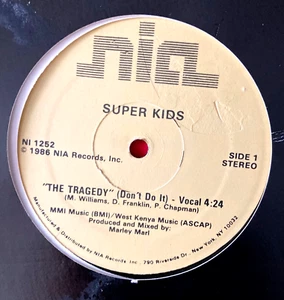 nia
SUPER KIDS
NI 1252
℗ 1986 NIA Records, Inc.
SIDE 1
STEREO
"THE TRAGEDY" (Don't Do It) - Vocal 4:24
(M. Williams, D. Franklin, P. Chapman)
MMI Music (BMI)/West Kenya Music (ASCAP)
Produced and Mixed by:
Marley Marl
Manufactured & Distributed by NIA Records Inc. 790 Riverside Dr., New York, NY 10032